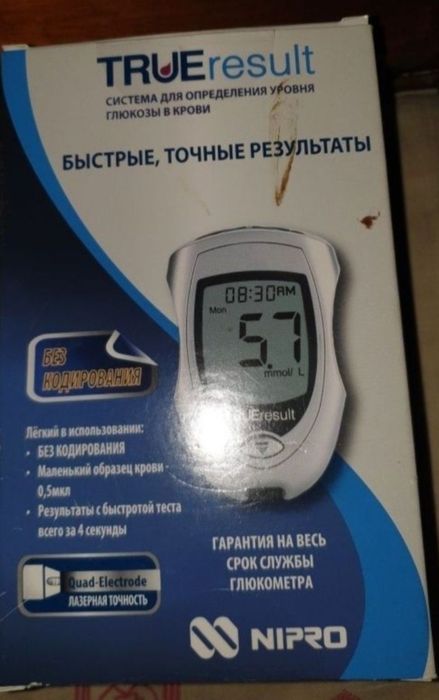 TRUEresult
СИСТЕМА ДЛЯ ОПРЕДЕЛЕНИЯ УРОВНЯ
ГЛЮКОЗЫ В КРОВИ
БЫСТРЫЕ, ТОЧНЫЕ РЕЗУЛЬТАТЫ
08:30AM
Mon
5.7
mmol/ L
TRUEresult
БЕЗ
КОДИРОВАНИЯ
Лёгкий в использовании:
• БЕЗ КОДИРОВАНИЯ
• Маленький образец крови -
0,5мкл
• Результаты с быстротой теста
всего за 4 секунды
Quad-Electrode
ЛАЗЕРНАЯ ТОЧНОСТЬ
ГАРАНТИЯ НА ВЕСЬ
СРОК СЛУЖБЫ
ГЛЮКОМЕТРА
NIPRO